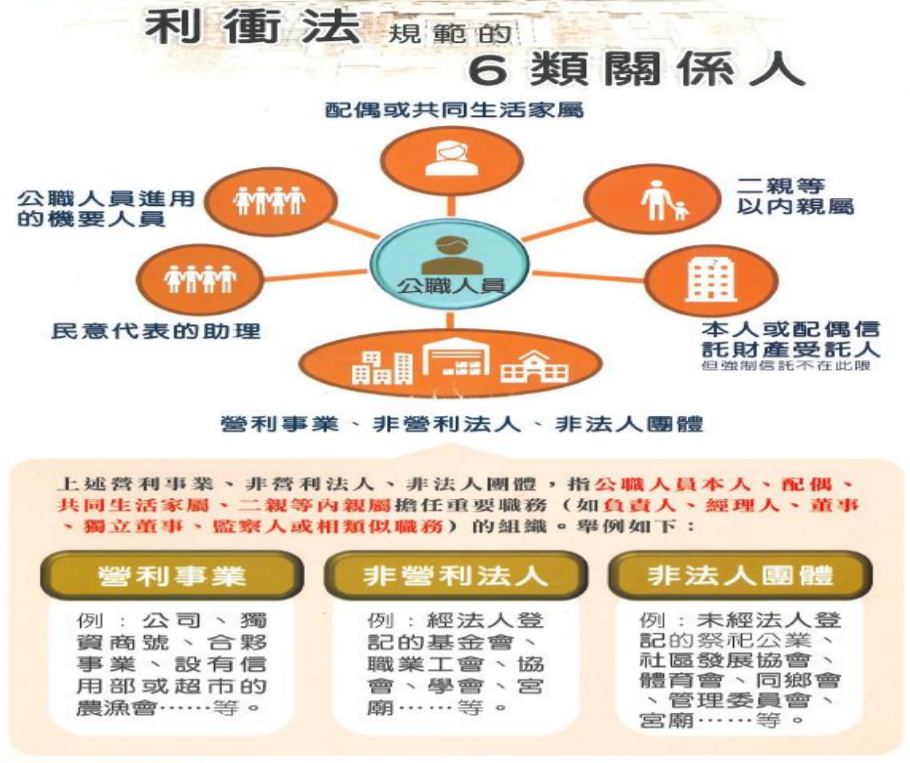 利衝法 規範的
6類關係人
配偶或共同生活家屬
公職人員進用
的機要人員
二親等
以內親屬
公職人員
民意代表的助理
本人或配偶信
託財產受託人
但強制信託不在此限
營利事業、非營利法人、非法人團體
上述營利事業、非營利法人、非法人團體，指公職人員本人、配偶、
共同生活家屬、二親等內親屬擔任重要職務（如負責人、經理人、董事
、獨立董事、監察人或相類似職務）的組織。舉例如下：
營利事業
例：公司、獨
資商號、合夥
事業、設有信
用部或超市的
農漁會……等。
非營利法人
例：經法人登
記的基金會、
職業工會、協
會、學會、宮
廟……等。
非法人團體
例：未經法人登
記的祭祀公業、
社區發展協會、
體育會、同鄉會
、管理委員會、
宮廟……等。